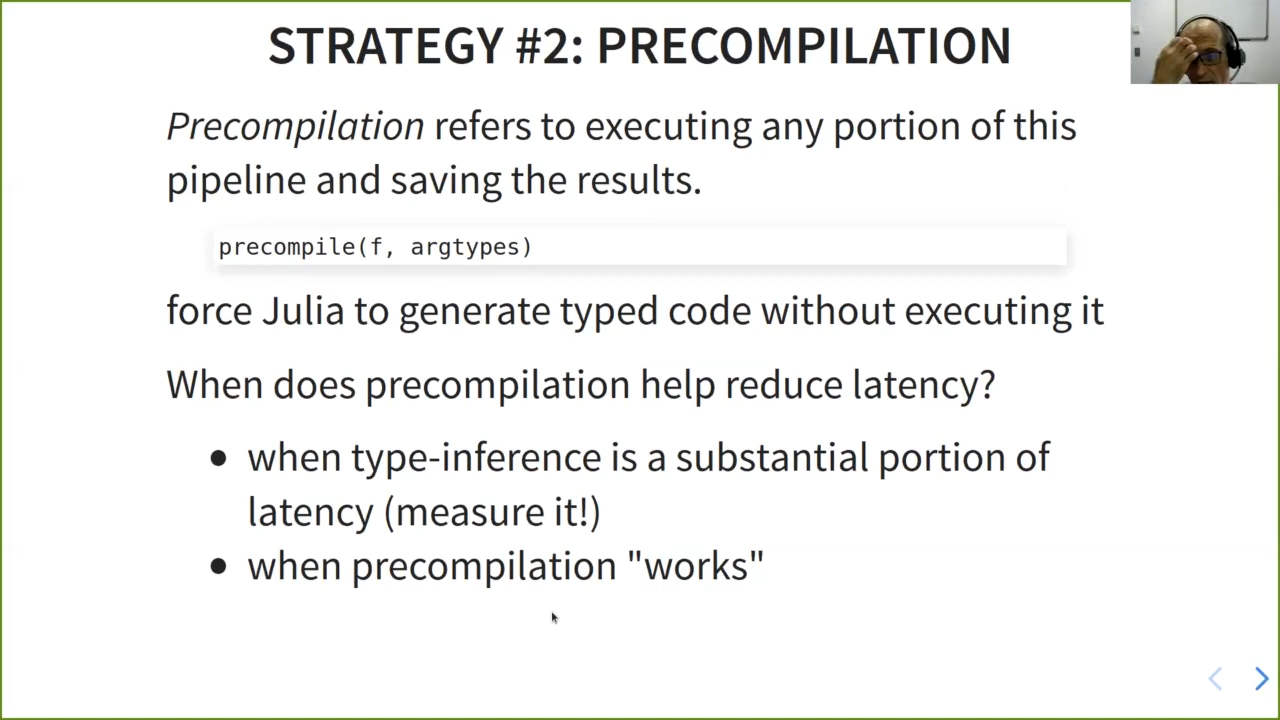 STRATEGY #2: PRECOMPILATION
Precompilation refers to executing any portion of this
pipeline and saving the results.
precompile(f, argtypes)
force Julia to generate typed code without executing it
When does precompilation help reduce latency?
• when type-inference is a substantial portion of
latency (measure it!)
• when precompilation "works"